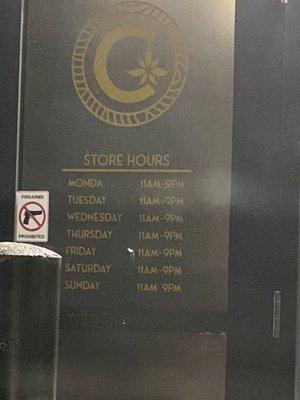 STORE HOURS
MONDA 11AM-9PM
TUESDAY 11AM-9PM
WEDNESDAY 11AM-9PM
THURSDAY 11AM-9PM
FRIDAY 11AM-9PM
SATURDAY 11AM-9PM
SUNDAY 11AM 9PM
FIREARMS
PROHIBITED